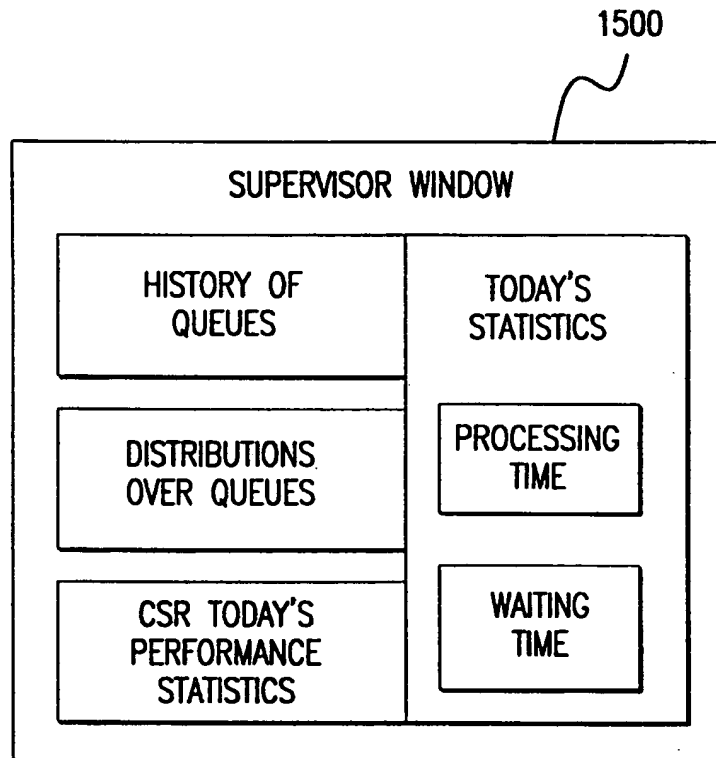 1500
SUPERVISOR WINDOW
HISTORY OF
QUEUES
DISTRIBUTIONS
OVER QUEUES
CSR TODAY'S
PERFORMANCE
STATISTICS
TODAY'S
STATISTICS
PROCESSING
TIME
WAITING
TIME